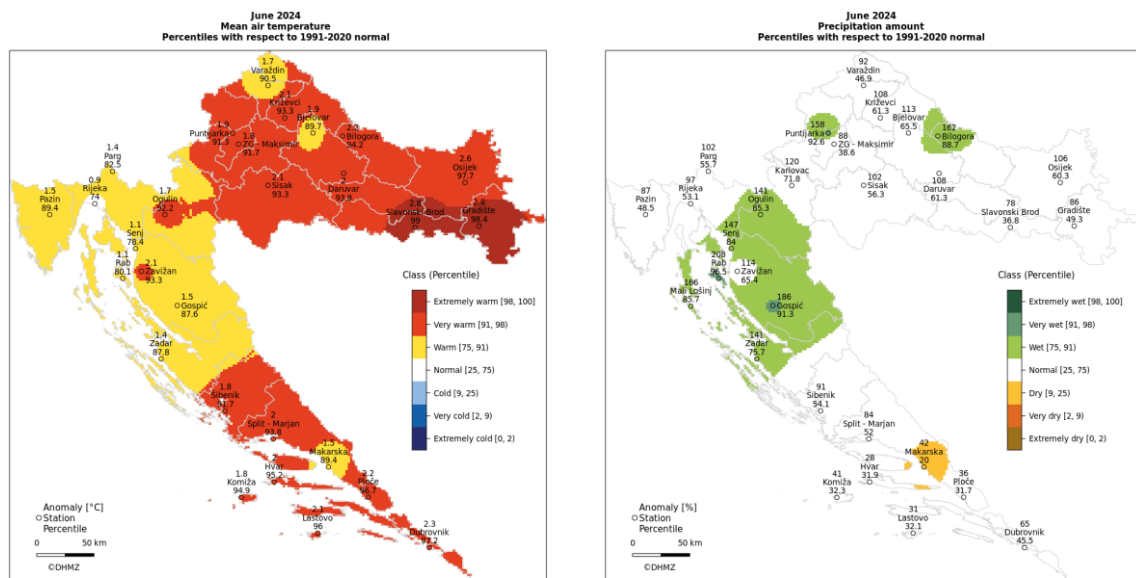 June 2024
Mean air temperature
Percentiles with respect to 1991-2020 normal
1.7
Varaždin
90.5
2.1
Križevci
93.3
1.9
Bjelovar
89.7
1.9
Puntijarka
91.3
1.8
ZG - Maksimir
91.7
2.2
Bilogora
94.2
1.4
Parg
82.5
2.6
Osijek
97.7
0.9
Rijeka
74
1.5
Pazin
89.4
1.7
Ogulin
92.2
2.1
Sisak
93.3
2
Daruvar
93.8
2.8
Slavonski Brod
99
2.8
Gradište
98.4
1.1
Senj
78.4
1.1
Rab
80.1
2.1
Zavižan
93.3
1.5
Gospić
87.6
1.4
Zadar
87.8
1.8
Šibenik
91.7
2
Split - Marjan
93.8
1.5
Makarska
89.4
2
Hvar
95.2
1.8
Komiža
94.9
2.2
Ploče
96.7
2.1
Lastovo
96
2.3
Dubrovnik
97.2
Class (Percentile)
Extremely warm [98, 100]
Very warm [91, 98)
Warm [75, 91)
Normal [25, 75)
Cold [9, 25)
Very cold [2, 9)
Extremely cold [0, 2)
Anomaly [°C]
Station
Percentile
0 50 km
©DHMZ
June 2024
Precipitation amount
Percentiles with respect to 1991-2020 normal
92
Varaždin
46.9
108
Križevci
61.3
113
Bjelovar
65.5
158
Puntijarka
92.6
88
ZG - Maksimir
38.6
162
Bilogora
88.7
102
Parg
55.7
120
Karlovac
71.8
106
Osijek
60.3
87
Pazin
48.5
97
Rijeka
53.1
141
Ogulin
85.3
102
Sisak
56.3
108
Daruvar
61.3
78
Slavonski Brod
36.8
86
Gradište
49.3
147
Senj
84
208
Rab
96.5
114
Zavižan
65.4
166
Mali Lošinj
85.7
186
Gospić
91.3
141
Zadar
75.7
91
Šibenik
54.1
84
Split - Marjan
52
42
Makarska
20
28
Hvar
31.9
41
Komiža
32.3
36
Ploče
31.7
31
Lastovo
32.1
65
Dubrovnik
45.5
Class (Percentile)
Extremely wet [98, 100]
Very wet [91, 98)
Wet [75, 91)
Normal [25, 75)
Dry [9, 25)
Very dry [2, 9)
Extremely dry [0, 2)
Anomaly [%]
Station
Percentile
0 50 km
©DHMZ